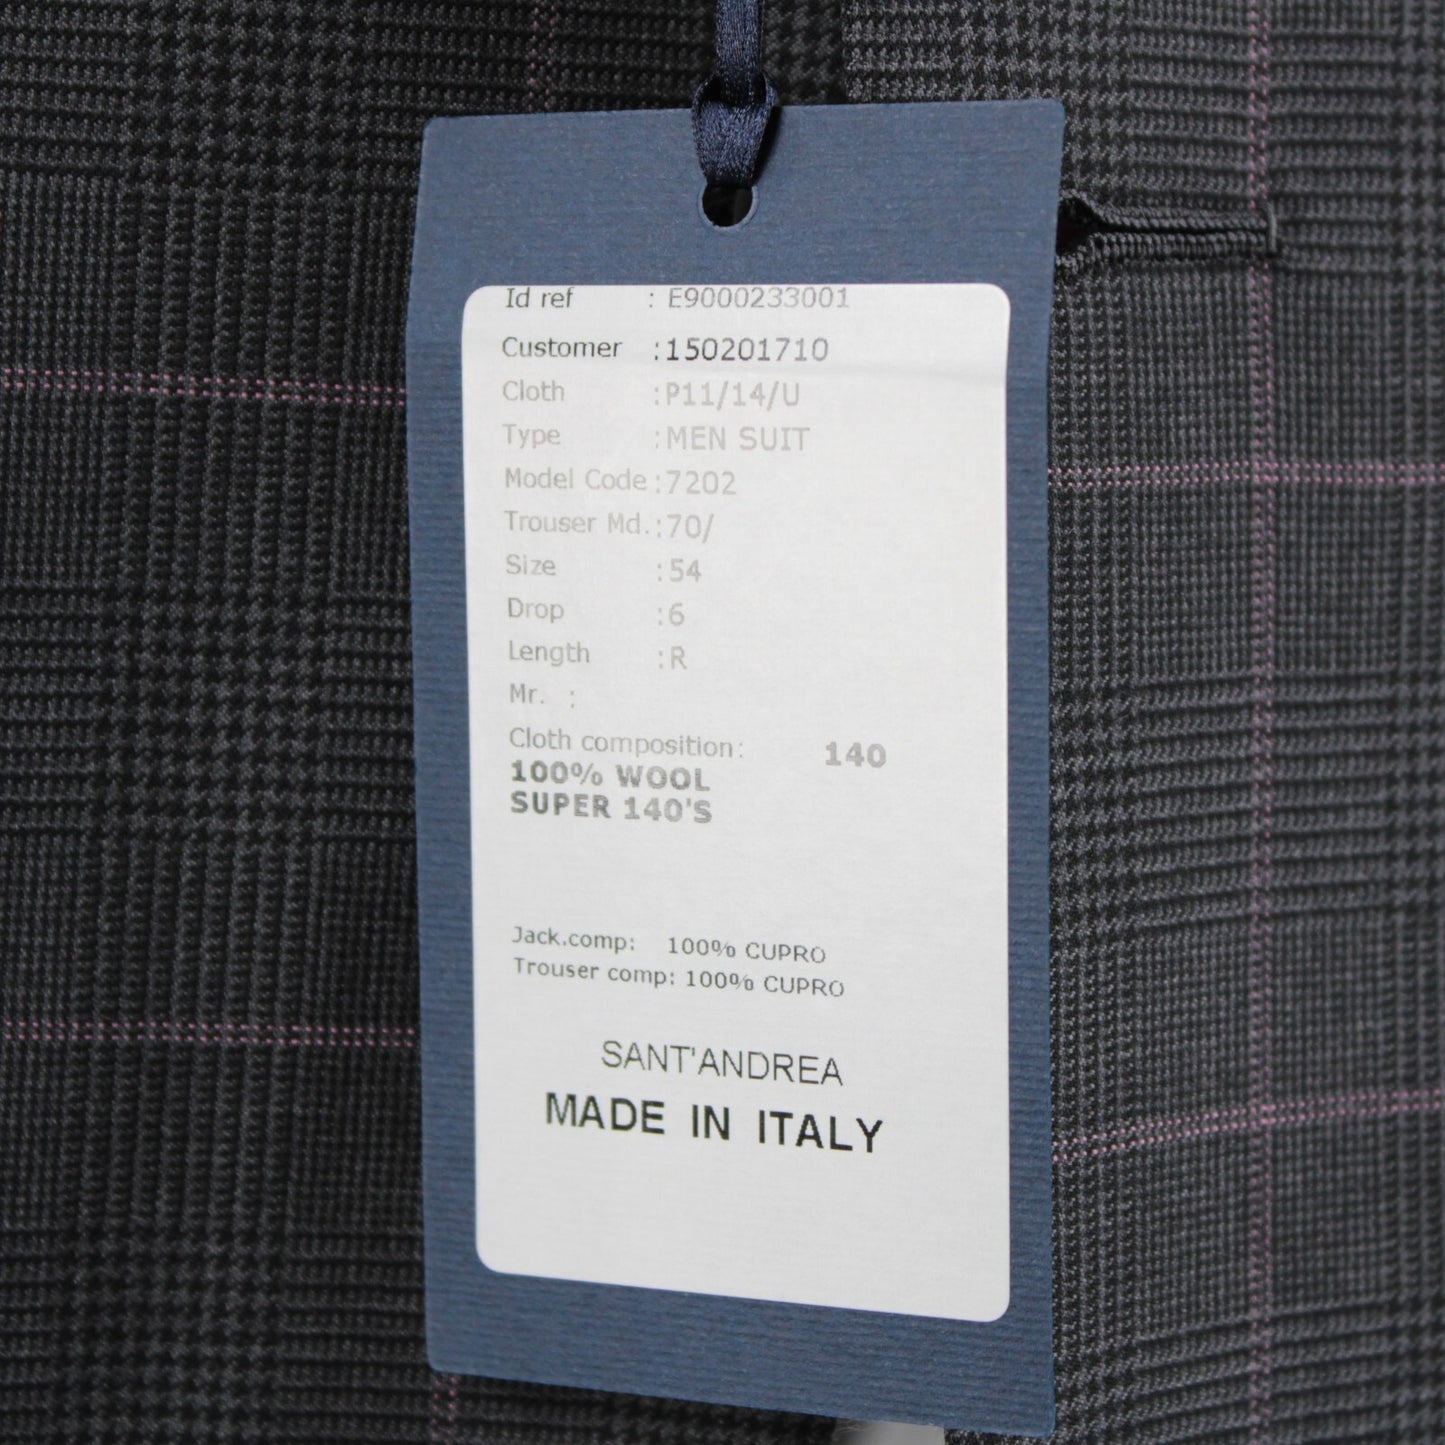 Id ref : E9000233001
Customer :150201710
Cloth :P11/14/U
Type :MEN SUIT
Model Code:7202
Trouser Md.:70/
Size :54
Drop :6
Length :R
Mr. :
Cloth composition: 140
100% WOOL
SUPER 140'S
Jack.comp: 100% CUPRO
Trouser comp: 100% CUPRO
SANT'ANDREA
MADE IN ITALY